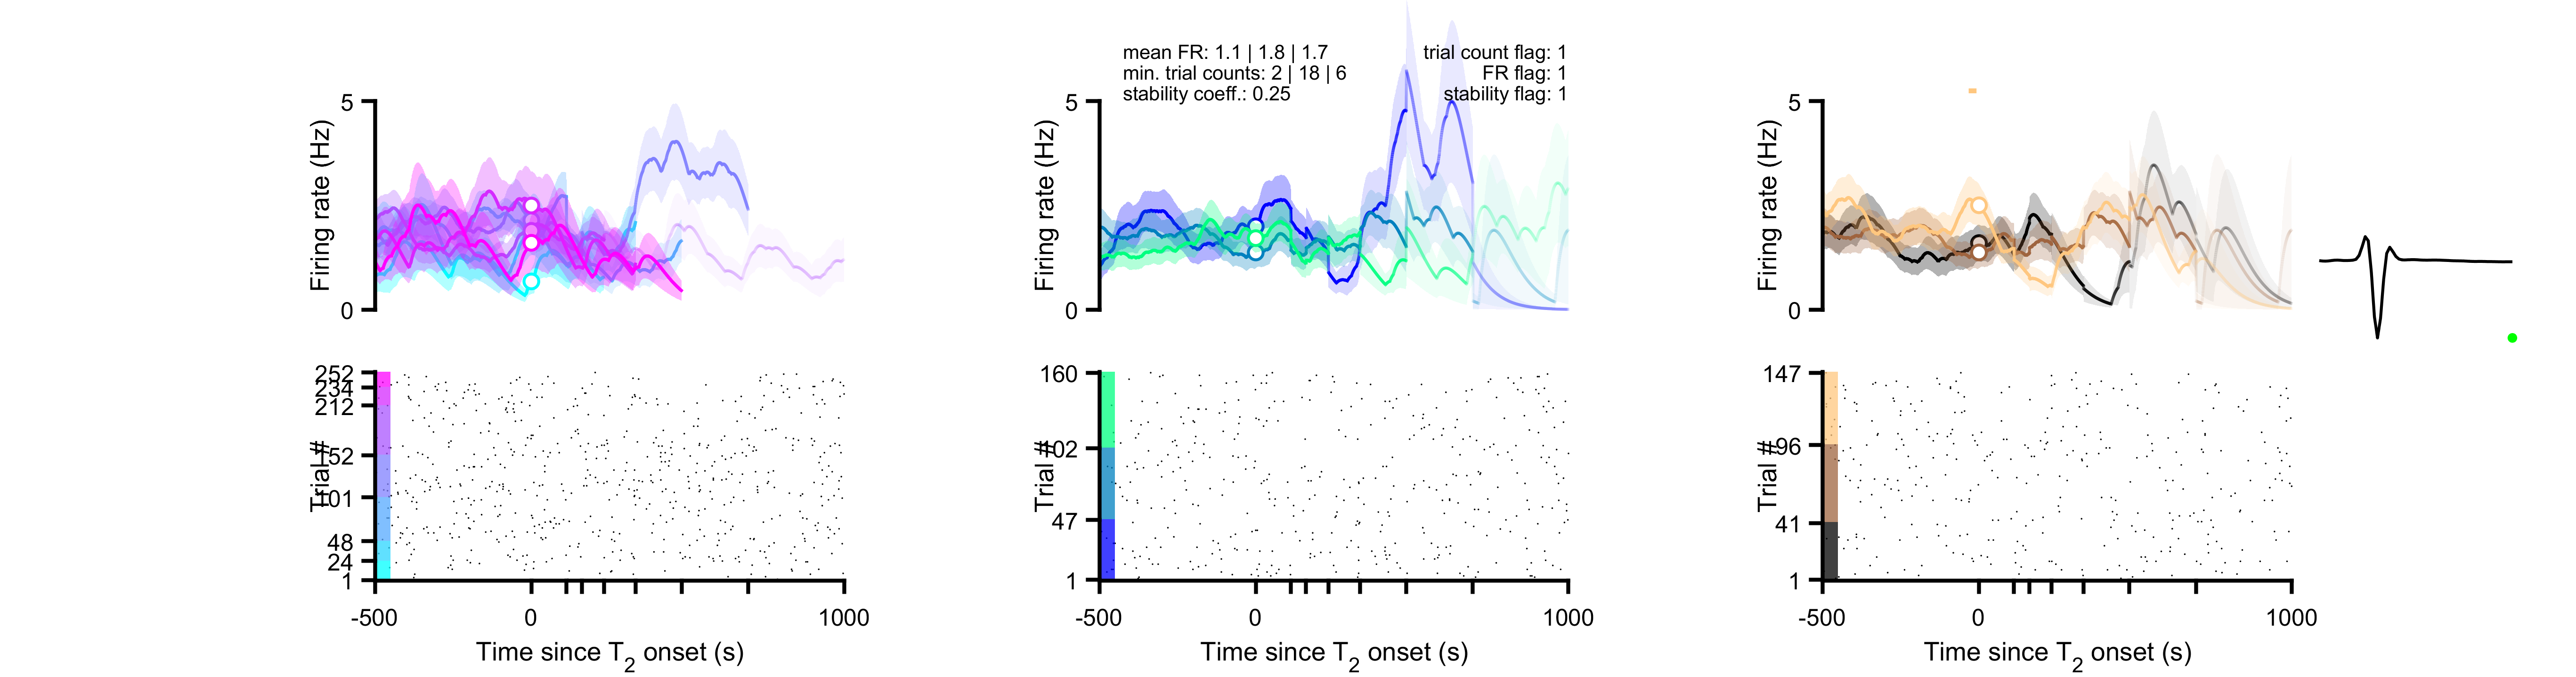 mean FR: 1.1 | 1.8 | 1.7
min. trial counts: 2 | 18 | 6
stability coeff.: 0.25
trial count flag: 1
FR flag: 1
stability flag: 1
Firing rate (Hz)
5
0
Firing rate (Hz)
5
0
Firing rate (Hz)
5
0
Trial #
252
234
212
152
101
48
24
1
-500
0
1000
Time since T2 onset (s)
Trial #
160
102
47
1
-500
0
1000
Time since T2 onset (s)
Trial #
147
96
41
1
-500
0
1000
Time since T2 onset (s)